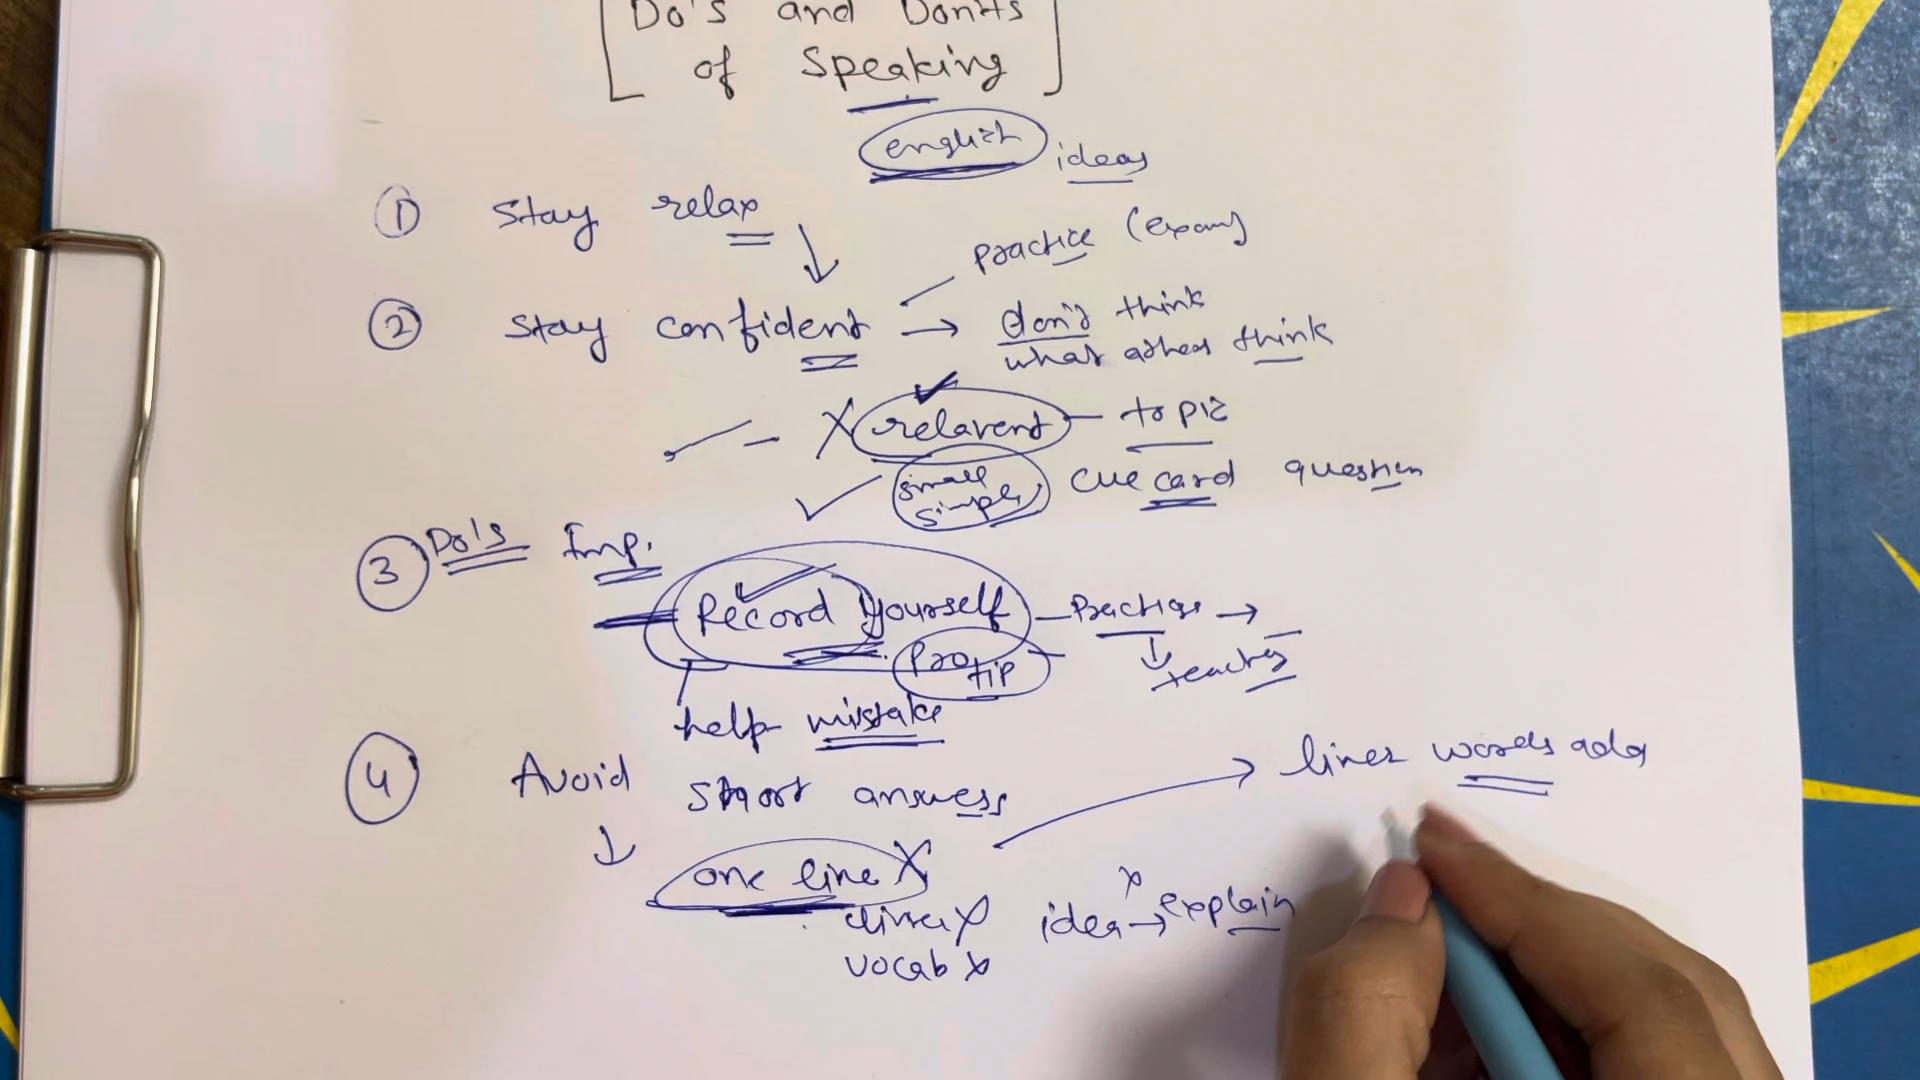 Do's and Don'ts
of Speaking
english ideas
① Stay relax
practice (exam)
② Stay confident → don't think
what others think
X relavent - topic
small simple cue card question
③ Do's Imp.
Record Yourself - Practice →
Pro tip
teacher
help mistake
④ Avoid short answers
lines words add
one line X
X
idea → explain
vocab X